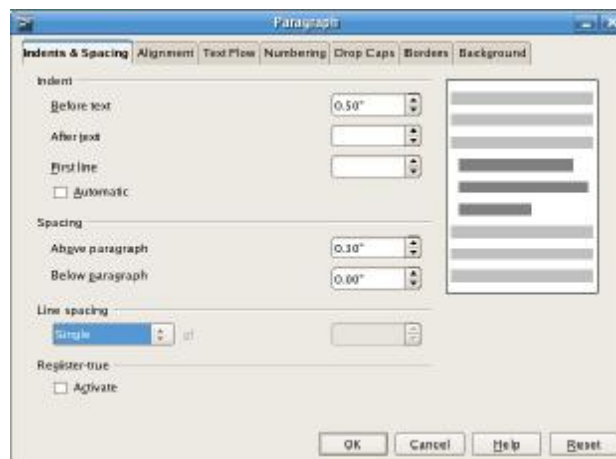 Paragraph
Indents & Spacing Alignment Text Flow Numbering Drop Caps Borders Background
Indent
Before text 0.50"
After text
First line
Automatic
Spacing
Above paragraph 0.30"
Below paragraph 0.00"
Line spacing
Single of
Register-true
Activate
OK Cancel Help Reset